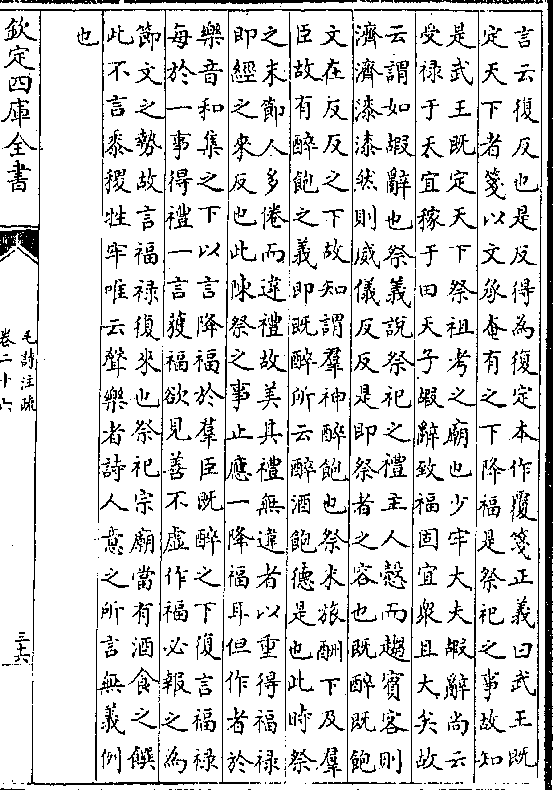 言云復反也是反得為復定本作覆箋正義曰武王既
定天下者箋以文承奄有之下降福是祭祀之事故知
是武王既定天下祭祖考之廟也少牢大夫嘏辭尚云
受禄于天宜稼于田天子嘏辭致福固宜衆且大矣故
云謂如嘏辭也祭義說祭祀之禮主人慤而趨賓客則
濟濟漆漆然則威儀反反是即祭者之容也既醉既飽
文在反反之下故知謂羣神醉飽也祭末旅酬下及羣
臣故有醉飽之義即既醉所云醉酒飽德是也此時祭
之末節人多倦而違禮故美其禮無違者以重得福禄
即經之來反也此陳祭之事止應一降福耳但作者於
樂音和集之下以言降福於羣臣既醉之下復言福禄
每於一事得禮一言獲福欲見善不虛作福必報之為
節文之勢故言福禄復來也祭祀宗廟當有酒食之饌
此不言黍稷牲牢唯云聲樂者詩人意之所言無義例
也
欽定四庫全書
毛詩注疏
卷二十六
三十六